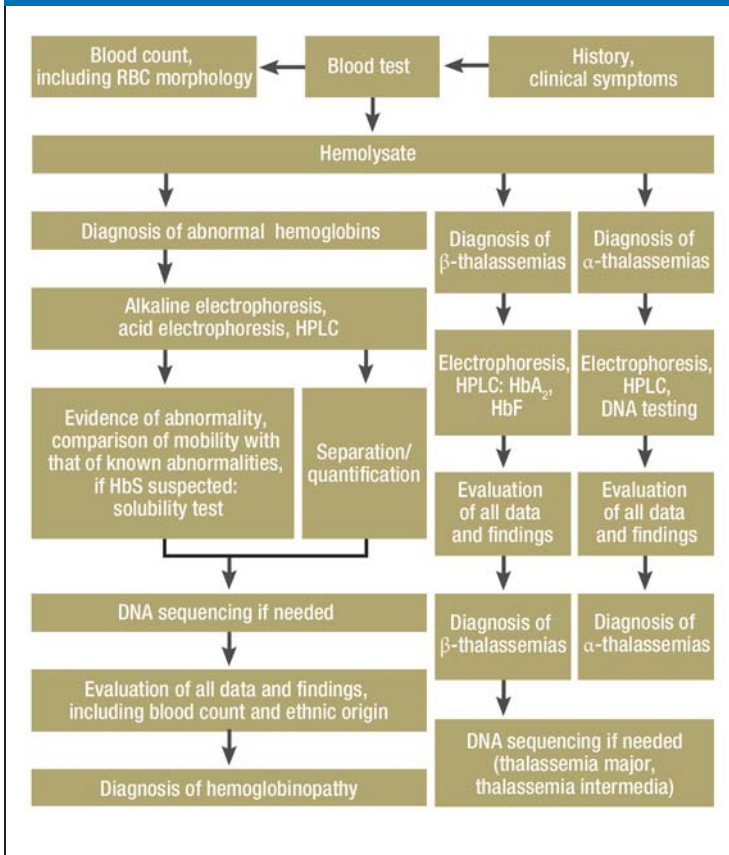 Blood count,
including RBC morphology
Blood test
History,
clinical symptoms
Hemolysate
Diagnosis of abnormal hemoglobins
Alkaline electrophoresis,
acid electrophoresis, HPLC
Evidence of abnormality,
comparison of mobility with
that of known abnormalities,
if HbS suspected:
solubility test
Separation/
quantification
DNA sequencing if needed
Evaluation of all data and findings,
including blood count and ethnic origin
Diagnosis of hemoglobinopathy
Diagnosis of
β-thalassemias
Electrophoresis,
HPLC: HbA₂,
HbF
Evaluation
of all data
and findings
Diagnosis of
β-thalassemias
Diagnosis of
α-thalassemias
Electrophoresis,
HPLC,
DNA testing
Evaluation
of all data
and findings
Diagnosis of
α-thalassemias
DNA sequencing if needed
(thalassemia major,
thalassemia intermedia)